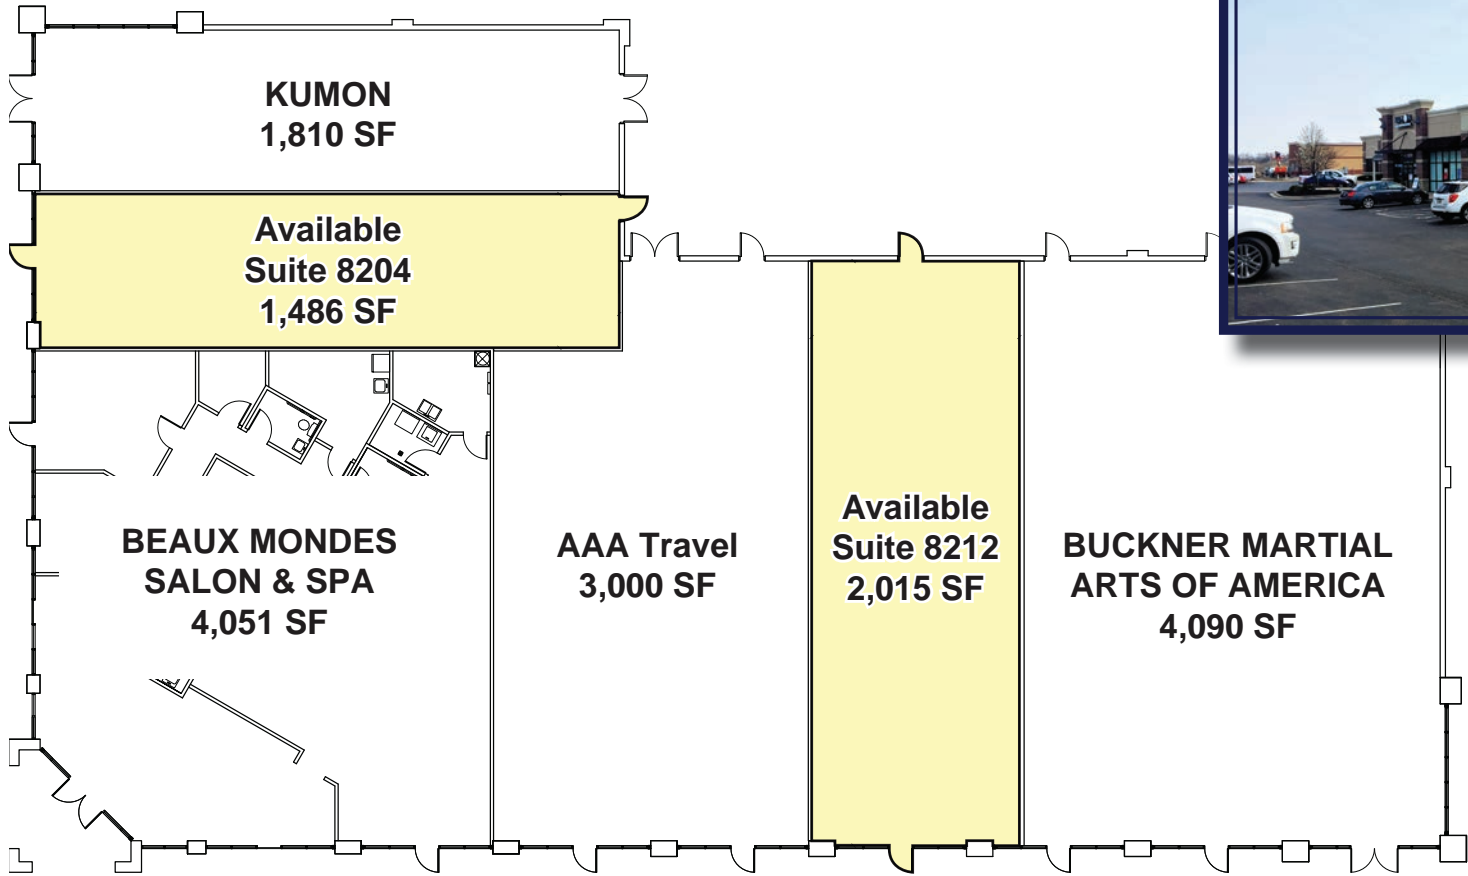 KUMON
1,810 SF
Available
Suite 8204
1,486 SF
BEAUX MONDES
SALON & SPA
4,051 SF
AAA Travel
3,000 SF
Available
Suite 8212
2,015 SF
BUCKNER MARTIAL
ARTS OF AMERICA
4,090 SF